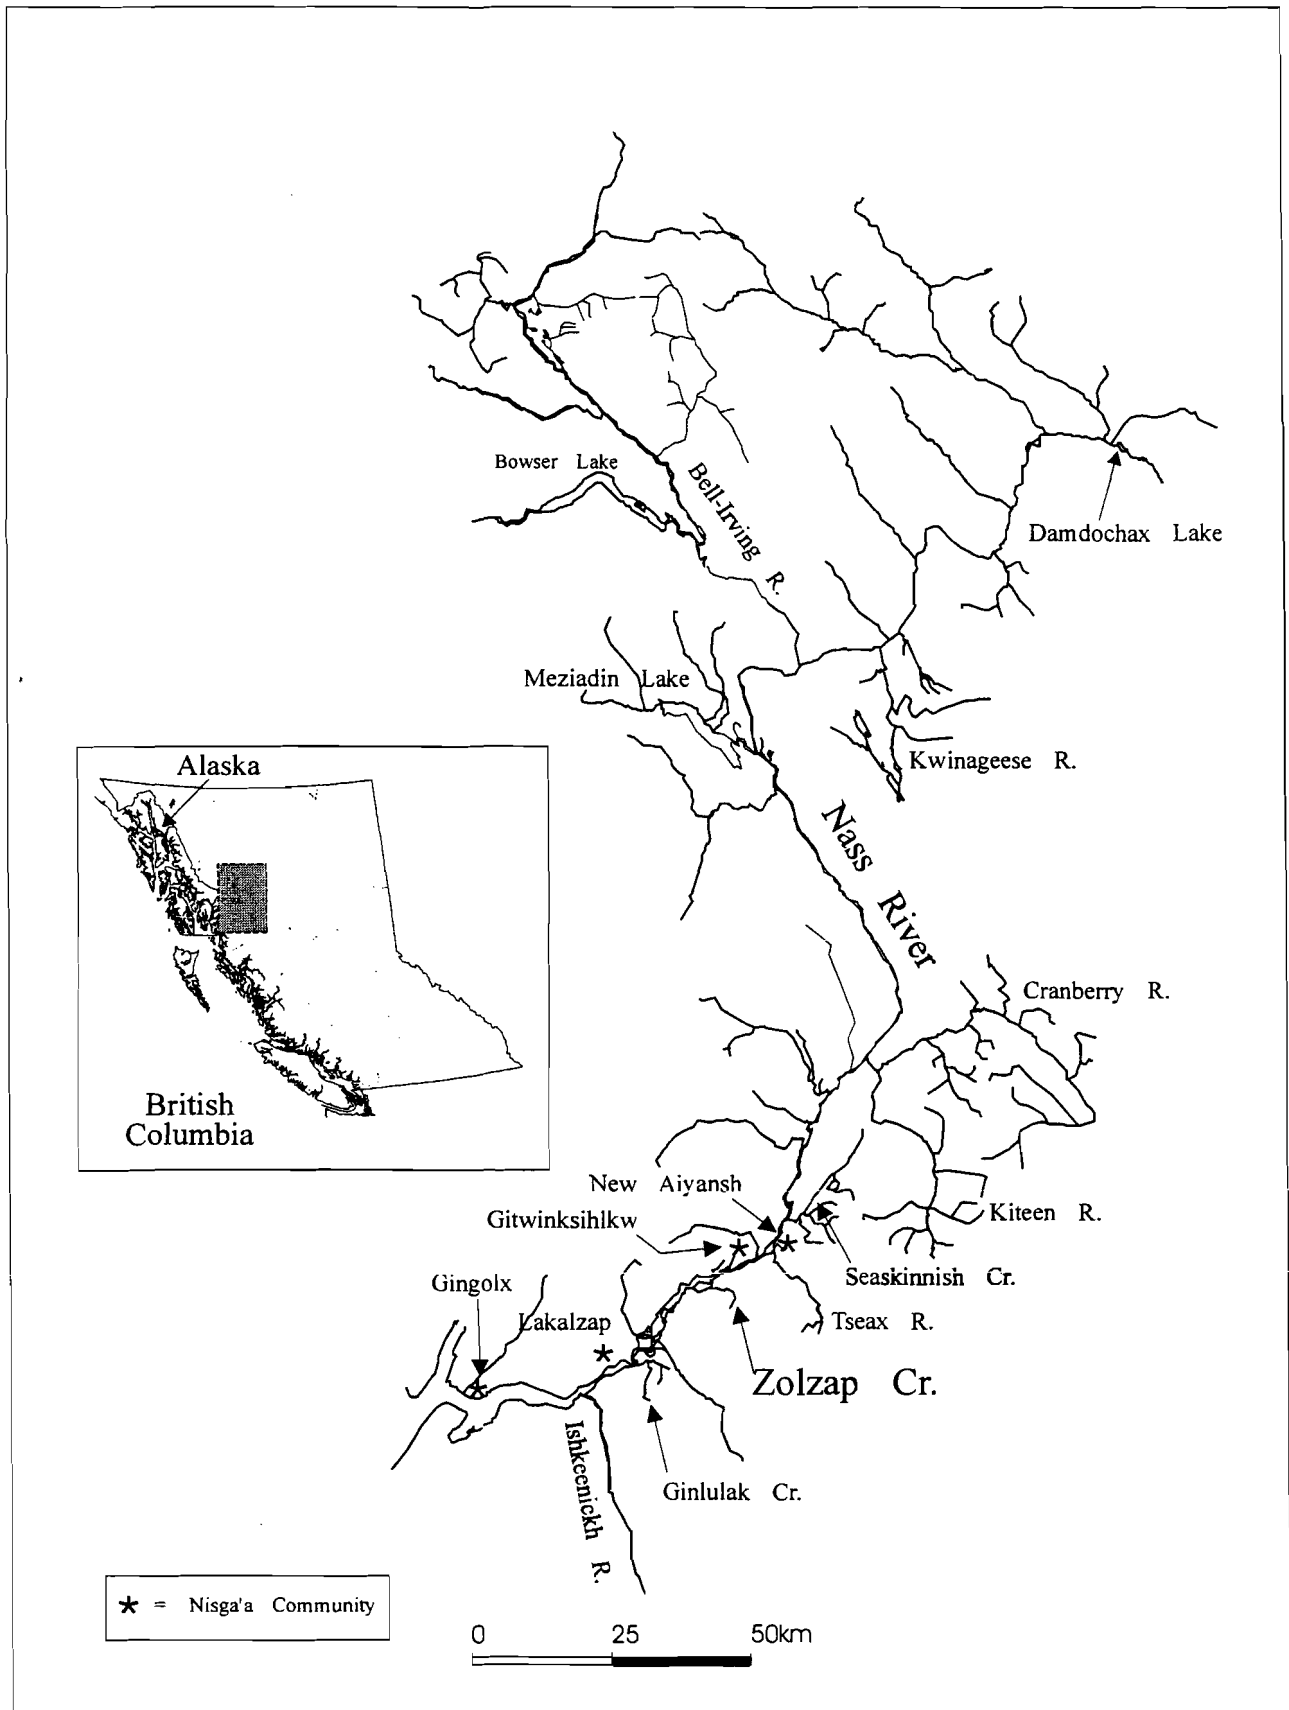 Bowser Lake
Bell-Irving R.
Damdochax Lake
Meziadin Lake
Kwinageese R.
Alaska
Nass River
Cranberry R.
British
Columbia
New Aiyansh
Gitwinksihlkw
Kiteen R.
Seaskinnish Cr.
Gingolx
Lakalzap
Tseax R.
Zolzap Cr.
Ishkeenickh R.
Ginlulak Cr.
* = Nisga'a Community
0 25 50km